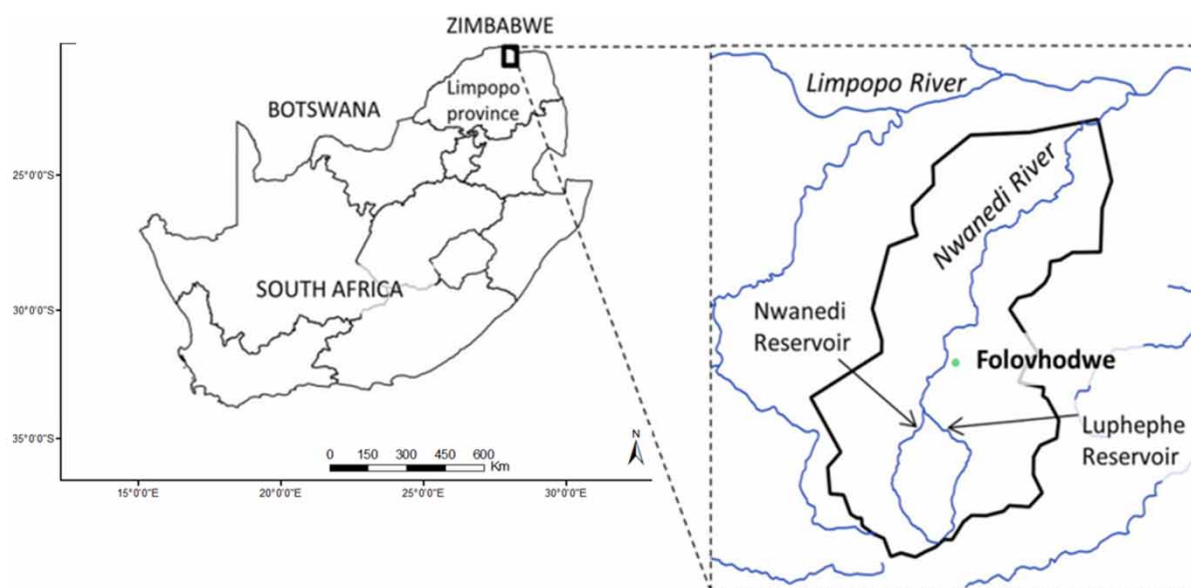 ZIMBABWE
Limpopo
province
BOTSWANA
SOUTH AFRICA
25°0'0"S
30°0'0"S
35°0'0"S
15°0'0"E
20°0'0"E
25°0'0"E
30°0'0"E
0 150 300 450 600
Km
N
Limpopo River
Nwanedi River
Nwanedi
Reservoir
Folovhodwe
Luphephe
Reservoir